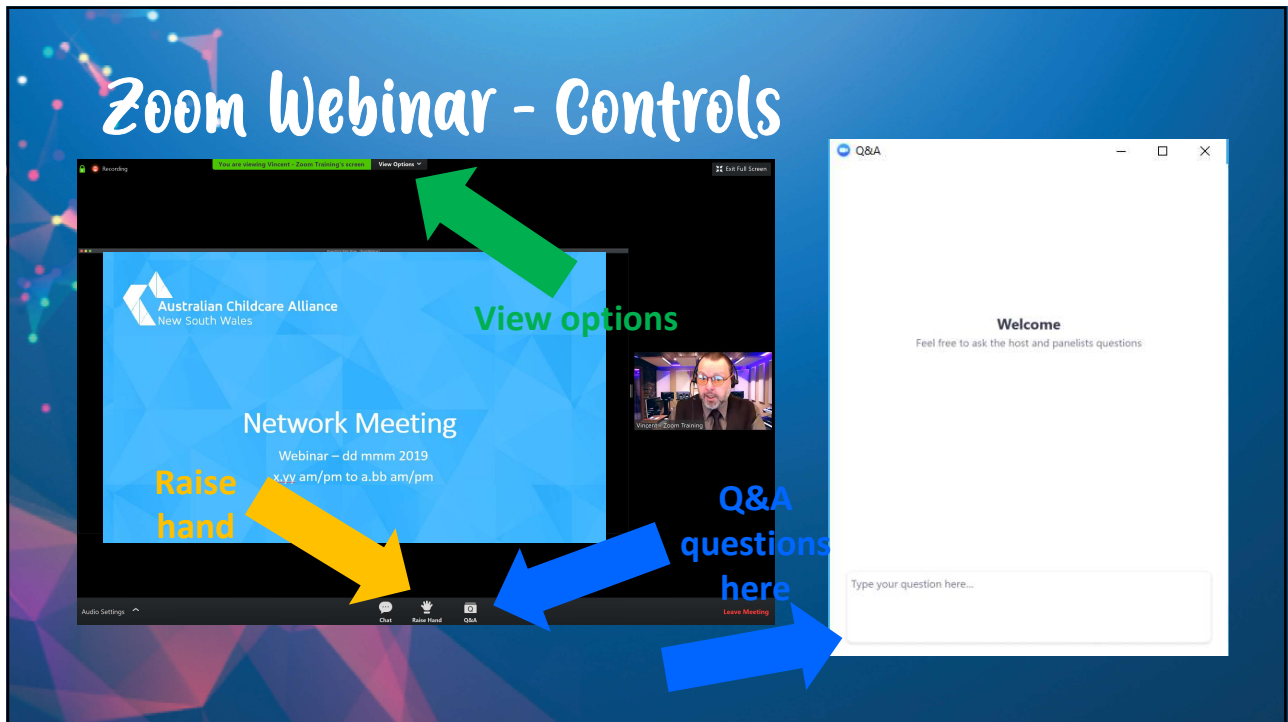 Zoom Webinar - Controls
Recording
You are viewing Vincent - Zoom Training's screen
View Options
Exit Full Screen
Australian Childcare Alliance
New South Wales
View options
Network Meeting
Webinar – dd mmm 2019
x.yy am/pm to a.bb am/pm
Vincent - Zoom Training
Raise
hand
Q&A
questions
here
Audio Settings
Chat
Raise Hand
Q&A
Leave Meeting
Q&A
Welcome
Feel free to ask the host and panelists questions
Type your question here...